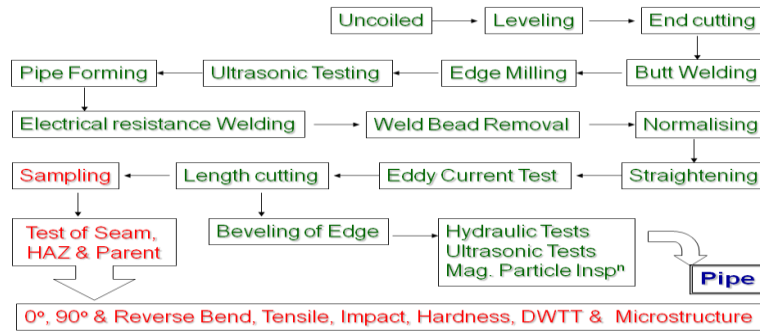 Uncoiled
Leveling
End cutting
Pipe Forming
Ultrasonic Testing
Edge Milling
Butt Welding
Electrical resistance Welding
Weld Bead Removal
Normalising
Sampling
Length cutting
Eddy Current Test
Straightening
Test of Seam,
HAZ & Parent
Beveling of Edge
Hydraulic Tests
Ultrasonic Tests
Mag. Particle Inspⁿ
Pipe
0º, 90º & Reverse Bend, Tensile, Impact, Hardness, DWTT & Microstructure